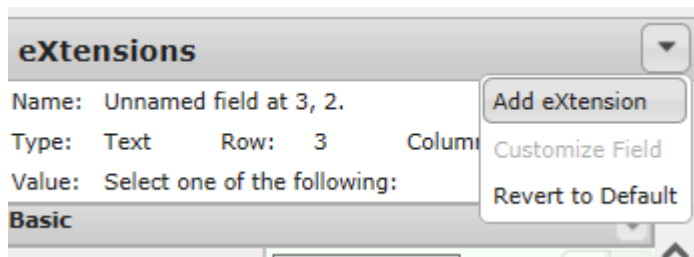 eXtensions
Name: Unnamed field at 3, 2.
Add eXtension
Type: Text Row: 3
Customize Field
Value: Select one of the following:
Revert to Default
Basic